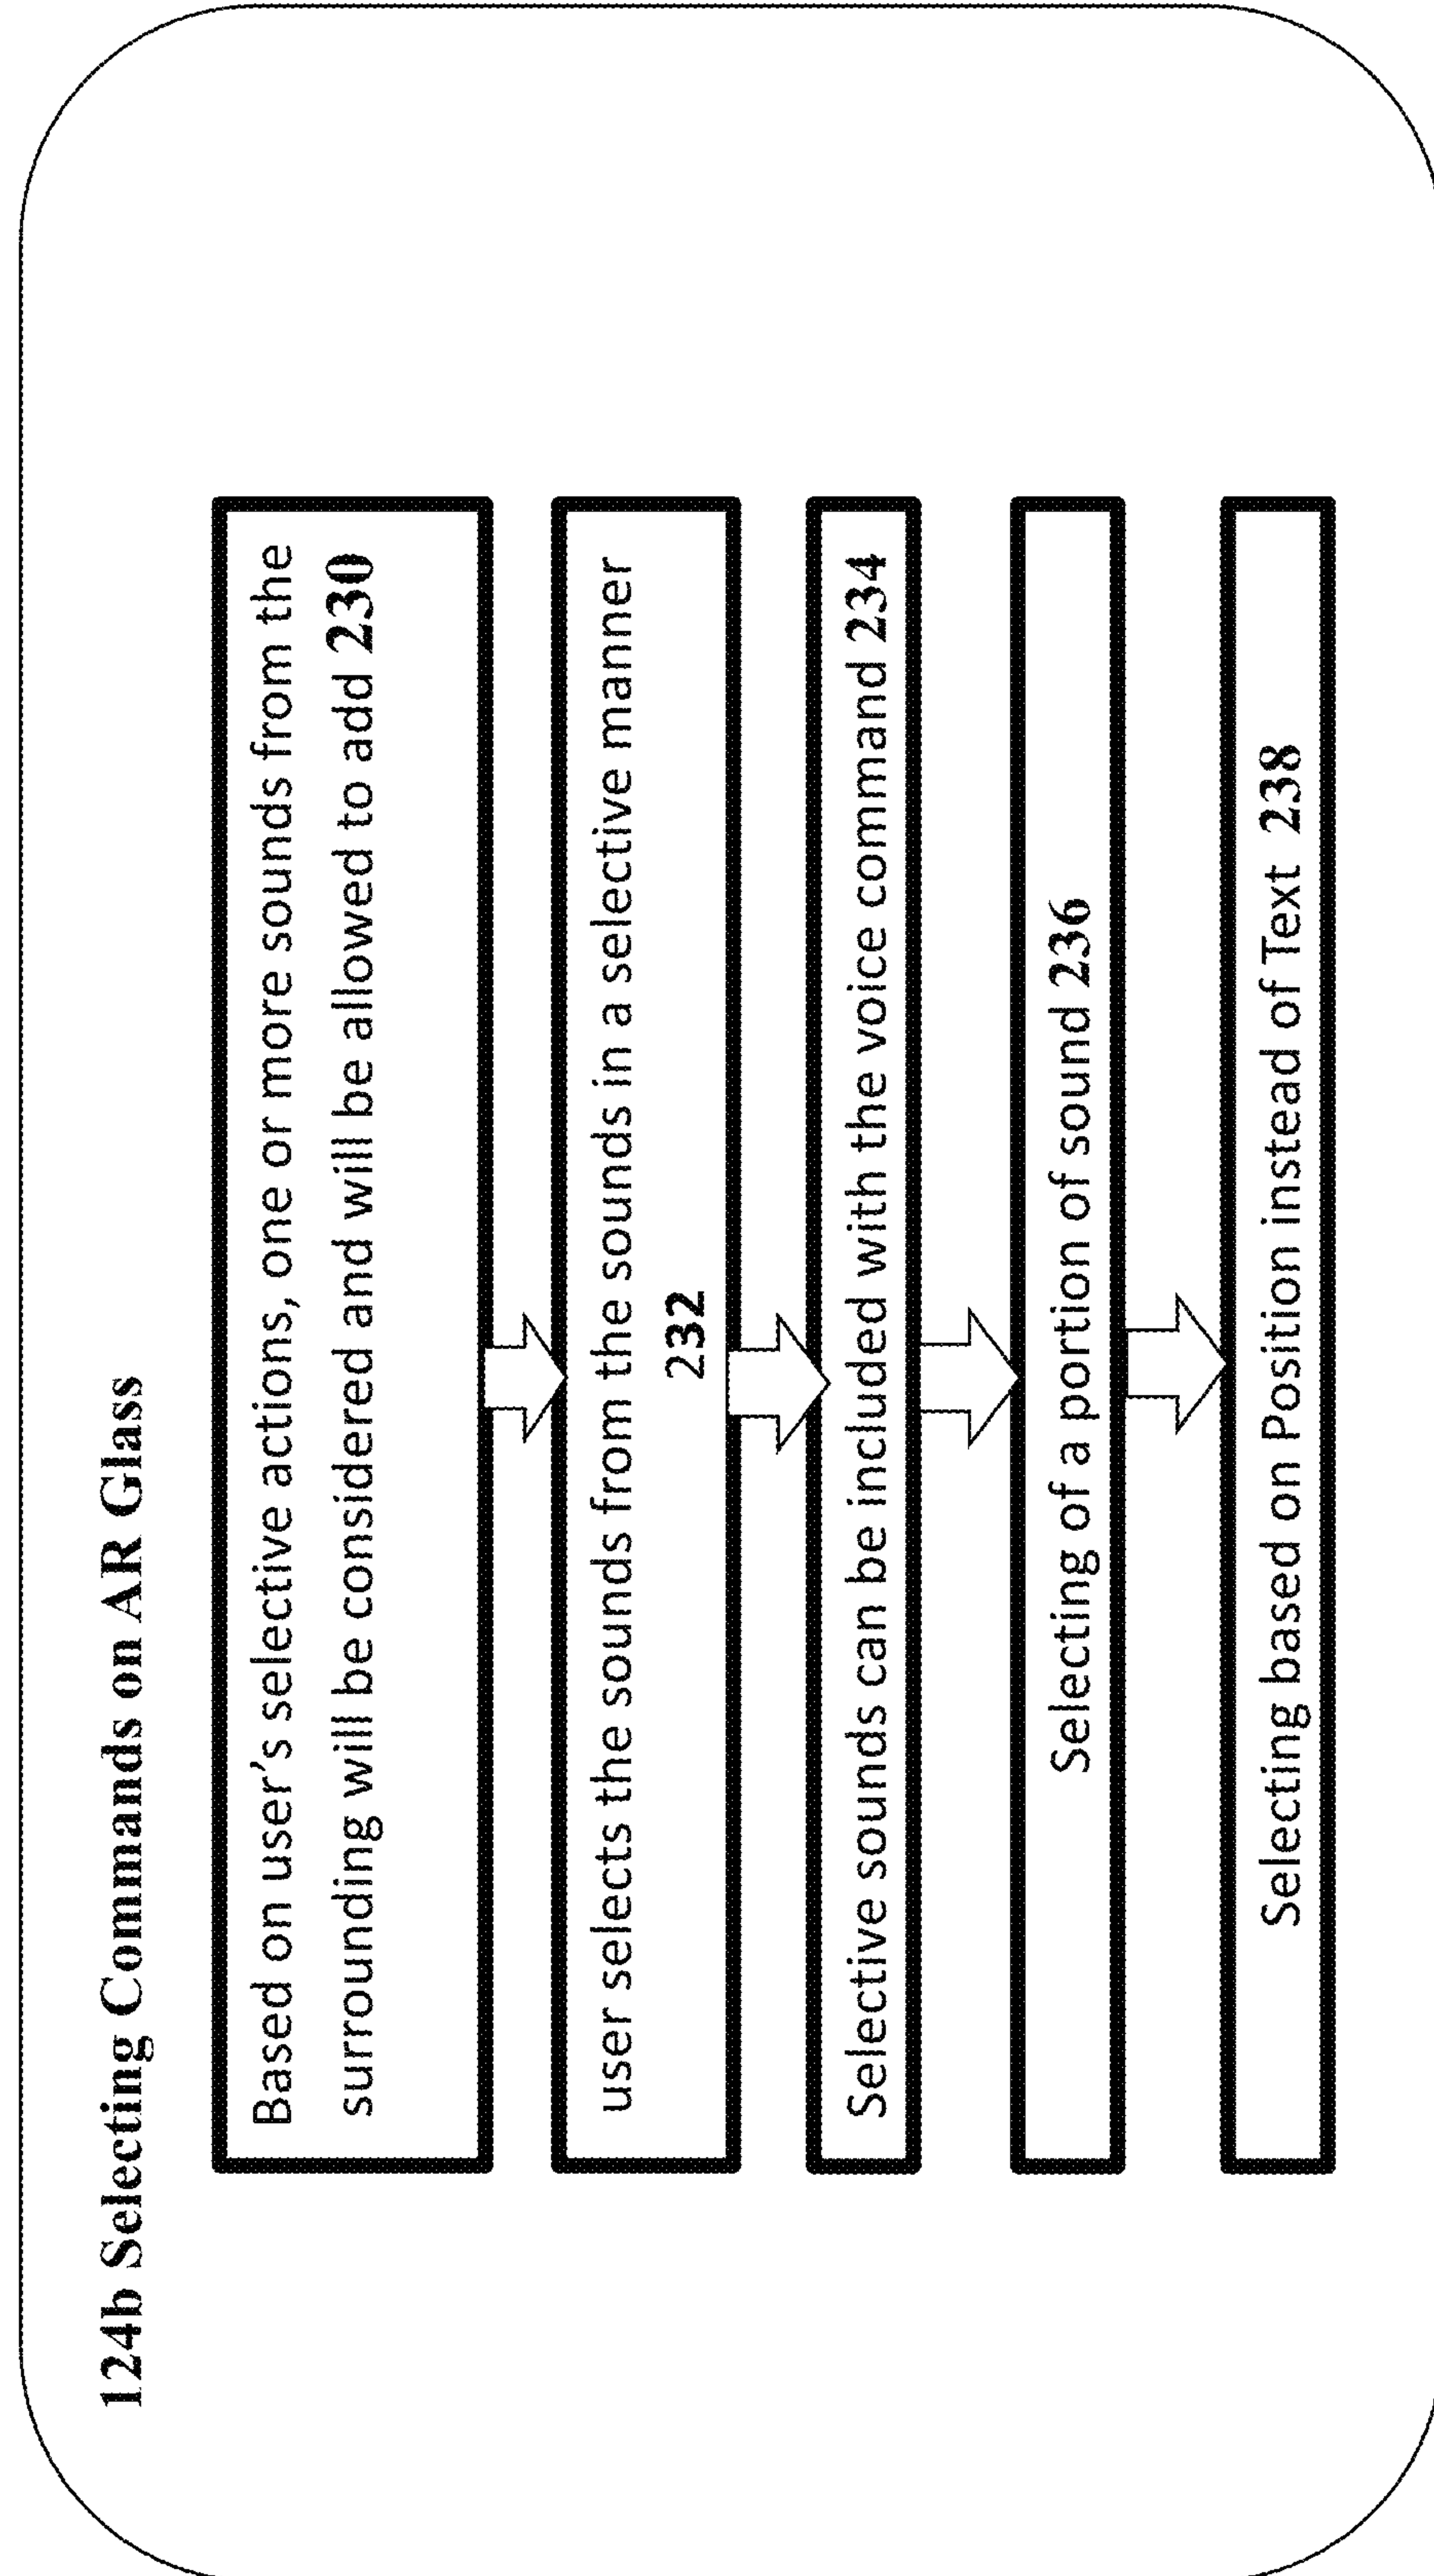 124b Selecting Commands on AR Glass
Based on user's selective actions, one or more sounds from the
surrounding will be considered and will be allowed to add 230
user selects the sounds from the sounds in a selective manner
232
Selective sounds can be included with the voice command 234
Selecting of a portion of sound 236
Selecting based on Position instead of Text 238